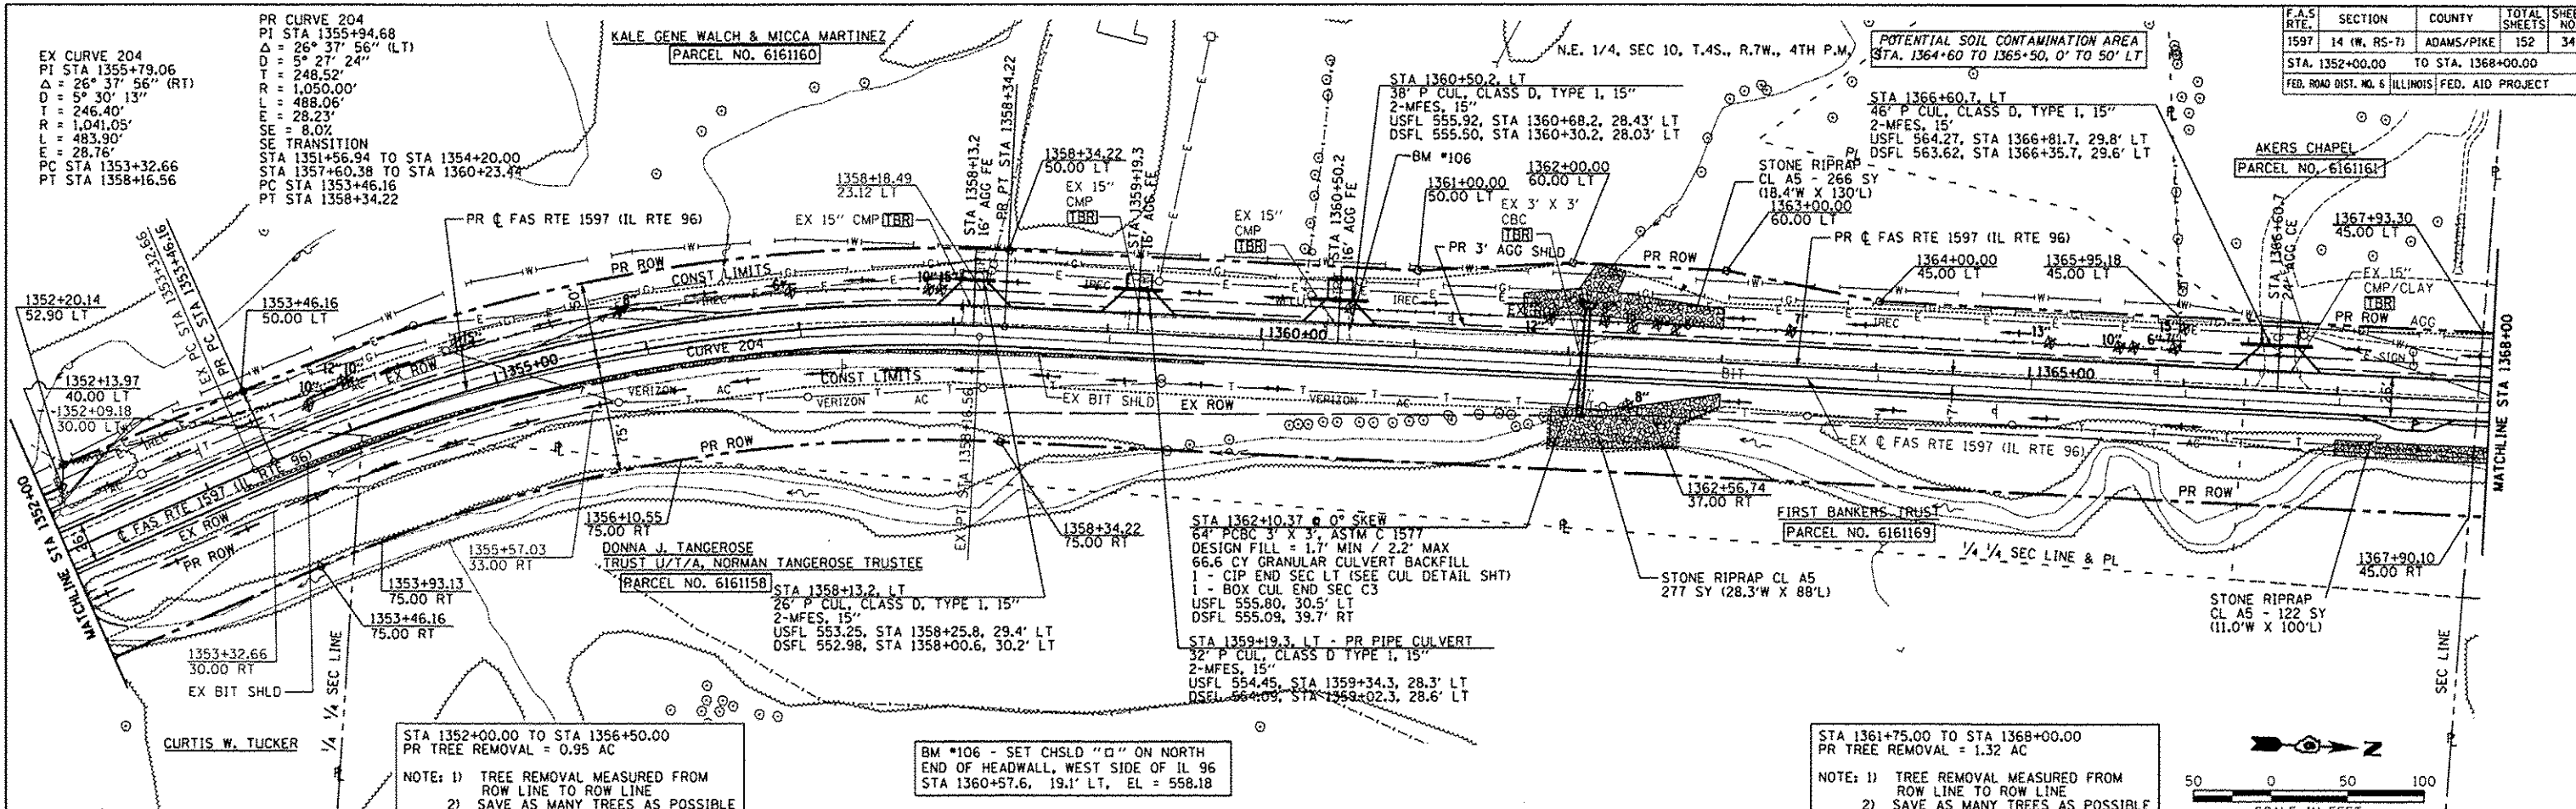 EX CURVE 204
PI STA 1355+79.06
Δ = 26° 37' 56" (RT)
D = 5° 30' 13"
T = 246.40'
R = 1,041.05'
L = 483.90'
E = 28.76'
PC STA 1353+32.66
PT STA 1358+16.56
PR CURVE 204
PI STA 1355+94.68
Δ = 26° 37' 56" (LT)
D = 5° 27' 24"
T = 248.52'
R = 1,050.00'
L = 488.06'
E = 28.23'
SE = 8.0%
SE TRANSITION
STA 1351+56.94 TO STA 1354+20.00
STA 1357+60.38 TO STA 1360+23.44
PC STA 1353+46.16
PT STA 1358+34.22
KALE GENE WALCH & MICCA MARTINEZ
PARCEL NO. 6161160
N.E. 1/4, SEC 10, T.4S., R.7W., 4TH P.M.
POTENTIAL SOIL CONTAMINATION AREA
STA. 1364+60 TO 1365+50, 0' TO 50' LT
F.A.S RTE. SECTION COUNTY TOTAL SHEETS SHEE NO
1597 14 (W, RS-7) ADAMS/PIKE 152 34
STA. 1352+00.00 TO STA. 1368+00.00
FED. ROAD DIST. NO. 6 ILLINOIS FED. AID PROJECT
STA 1360+50.2, LT
38' P CUL, CLASS D, TYPE 1, 15"
2-MFES, 15"
USFL 555.92, STA 1360+68.2, 28.43' LT
DSFL 555.50, STA 1360+30.2, 28.03' LT
BM #106
STA 1366+60.7, LT
46' P CUL, CLASS D, TYPE 1, 15"
2-MFES, 15'
USFL 564.27, STA 1366+81.7, 29.8' LT
DSFL 563.62, STA 1366+35.7, 29.6' LT
AKERS CHAPEL
PARCEL NO. 6161161
1358+18.49
23.12 LT
EX 15" CMP TBR
STA 1358+13.2
16' AGG FE
PR PT STA 1358+34.22
1358+34.22
50.00 LT
EX 15"
CMP
TBR
STA 1359+19.3
16' AGG FE
EX 15"
CMP
TBR
STA 1360+50.2
16' AGG FE
1361+00.00
50.00 LT
1362+00.00
60.00 LT
EX 3' X 3'
CBC
TBR
STONE RIPRAP
CL A5 - 266 SY
(18.4'W X 130'L)
1363+00.00
60.00 LT
PR ℄ FAS RTE 1597 (IL RTE 96)
1364+00.00
45.00 LT
1365+95.18
45.00 LT
STA 1366+60.7
24' AGG CE
1367+93.30
45.00 LT
EX 15"
CMP/CLAY
TBR
PR ℄ FAS RTE 1597 (IL RTE 96)
EX PC STA 1353+32.66
PR PC STA 1353+46.16
1352+20.14
52.90 LT
1353+46.16
50.00 LT
1352+13.97
40.00 LT
1352+09.18
30.00 LT
PR ROW
CONST LIMITS
EX ROW
PR 3' AGG SHLD
PR ROW
PR ROW
AGG
1355+00
CURVE 204
1360+00
BIT
1365+00
E-SIGN
VERIZON
VERIZON
CONST LIMITS
EX BIT SHLD
EX ROW
VERIZON
EX ℄ FAS RTE 1597 (IL RTE 96)
MATCHLINE STA 1352+00
MATCHLINE STA 1368+00
26'
℄ FAS RTE 1597 (IL RTE 96)
EX ROW
PR ROW
PR ROW
50'
75'
EX PT STA 1358+16.56
PR ROW
1355+57.03
33.00 RT
1356+10.55
75.00 RT
1353+93.13
75.00 RT
1353+46.16
75.00 RT
1353+32.66
30.00 RT
EX BIT SHLD
1358+34.22
75.00 RT
DONNA J. TANGEROSE
TRUST U/T/A, NORMAN TANGEROSE TRUSTEE
PARCEL NO. 6161158
STA 1358+13.2, LT
26' P CUL, CLASS D, TYPE 1, 15"
2-MFES, 15"
USFL 553.25, STA 1358+25.8, 29.4' LT
DSFL 552.98, STA 1358+00.6, 30.2' LT
STA 1362+10.37 @ 0° SKEW
64' PCBC 3' X 3', ASTM C 1577
DESIGN FILL = 1.7' MIN / 2.2' MAX
66.6 CY GRANULAR CULVERT BACKFILL
1 - CIP END SEC LT (SEE CUL DETAIL SHT)
1 - BOX CUL END SEC C3
USFL 555.80, 30.5' LT
DSFL 555.09, 39.7' RT
STA 1359+19.3, LT - PR PIPE CULVERT
32' P CUL, CLASS D TYPE 1, 15"
2-MFES, 15"
USFL 554.45, STA 1359+34.3, 28.3' LT
DSFL 564.09, STA 1359+02.3, 28.6' LT
1362+56.74
37.00 RT
STONE RIPRAP CL A5
277 SY (28.3'W X 88'L)
FIRST BANKERS TRUST
PARCEL NO. 6161169
1/4 1/4 SEC LINE & PL
1367+90.10
45.00 RT
STONE RIPRAP
CL A5 - 122 SY
(11.0'W X 100'L)
SEC LINE
1/4 1/4 SEC LINE
CURTIS W. TUCKER
STA 1352+00.00 TO STA 1356+50.00
PR TREE REMOVAL = 0.95 AC
NOTE: 1) TREE REMOVAL MEASURED FROM
ROW LINE TO ROW LINE
2) SAVE AS MANY TREES AS POSSIBLE
BM #106 - SET CHSLD "□" ON NORTH
END OF HEADWALL, WEST SIDE OF IL 96
STA 1360+57.6, 19.1' LT, EL = 558.18
STA 1361+75.00 TO STA 1368+00.00
PR TREE REMOVAL = 1.32 AC
NOTE: 1) TREE REMOVAL MEASURED FROM
ROW LINE TO ROW LINE
2) SAVE AS MANY TREES AS POSSIBLE
N
50 0 50 100